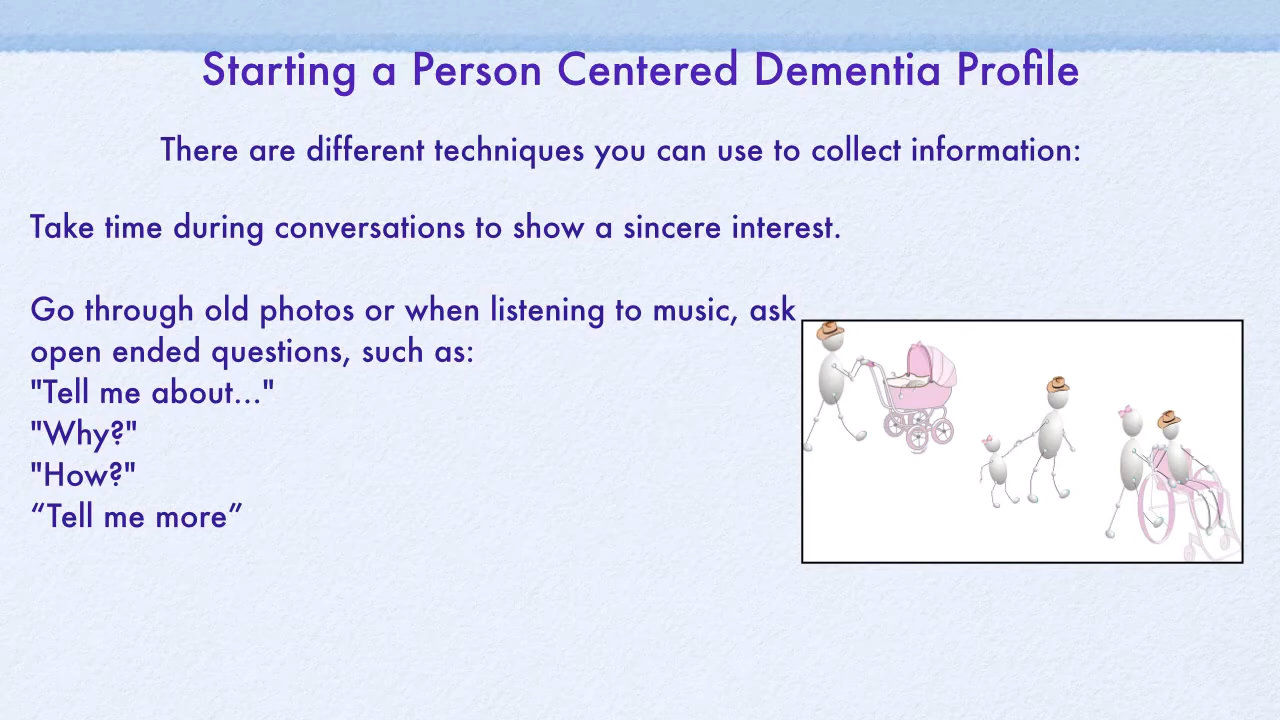 Starting a Person Centered Dementia Profile
There are different techniques you can use to collect information:
Take time during conversations to show a sincere interest.
Go through old photos or when listening to music, ask
open ended questions, such as:
"Tell me about..."
"Why?"
"How?"
“Tell me more”